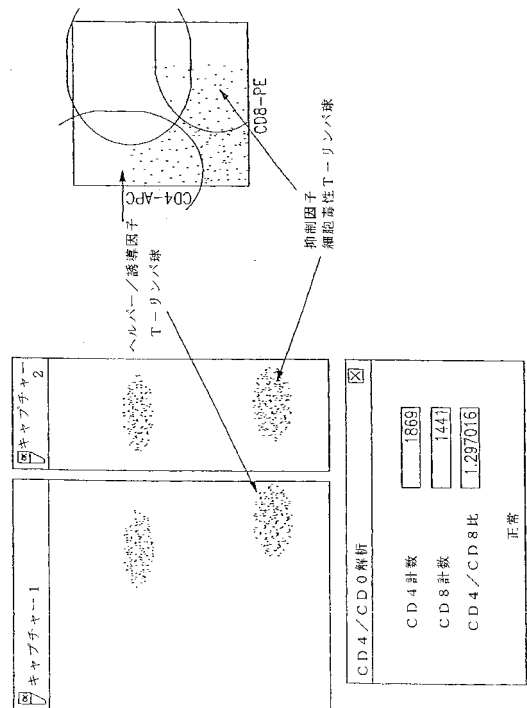 キャプチャー1
キャプチャー
2
ヘルパー/誘導因子
T-リンパ球
CD4-APC
CD8-PE
抑制因子
細胞毒性T-リンパ球
CD4/CD0解析
CD4計数 1869
CD8計数 1441
CD4/CD8比 1.297016
正常